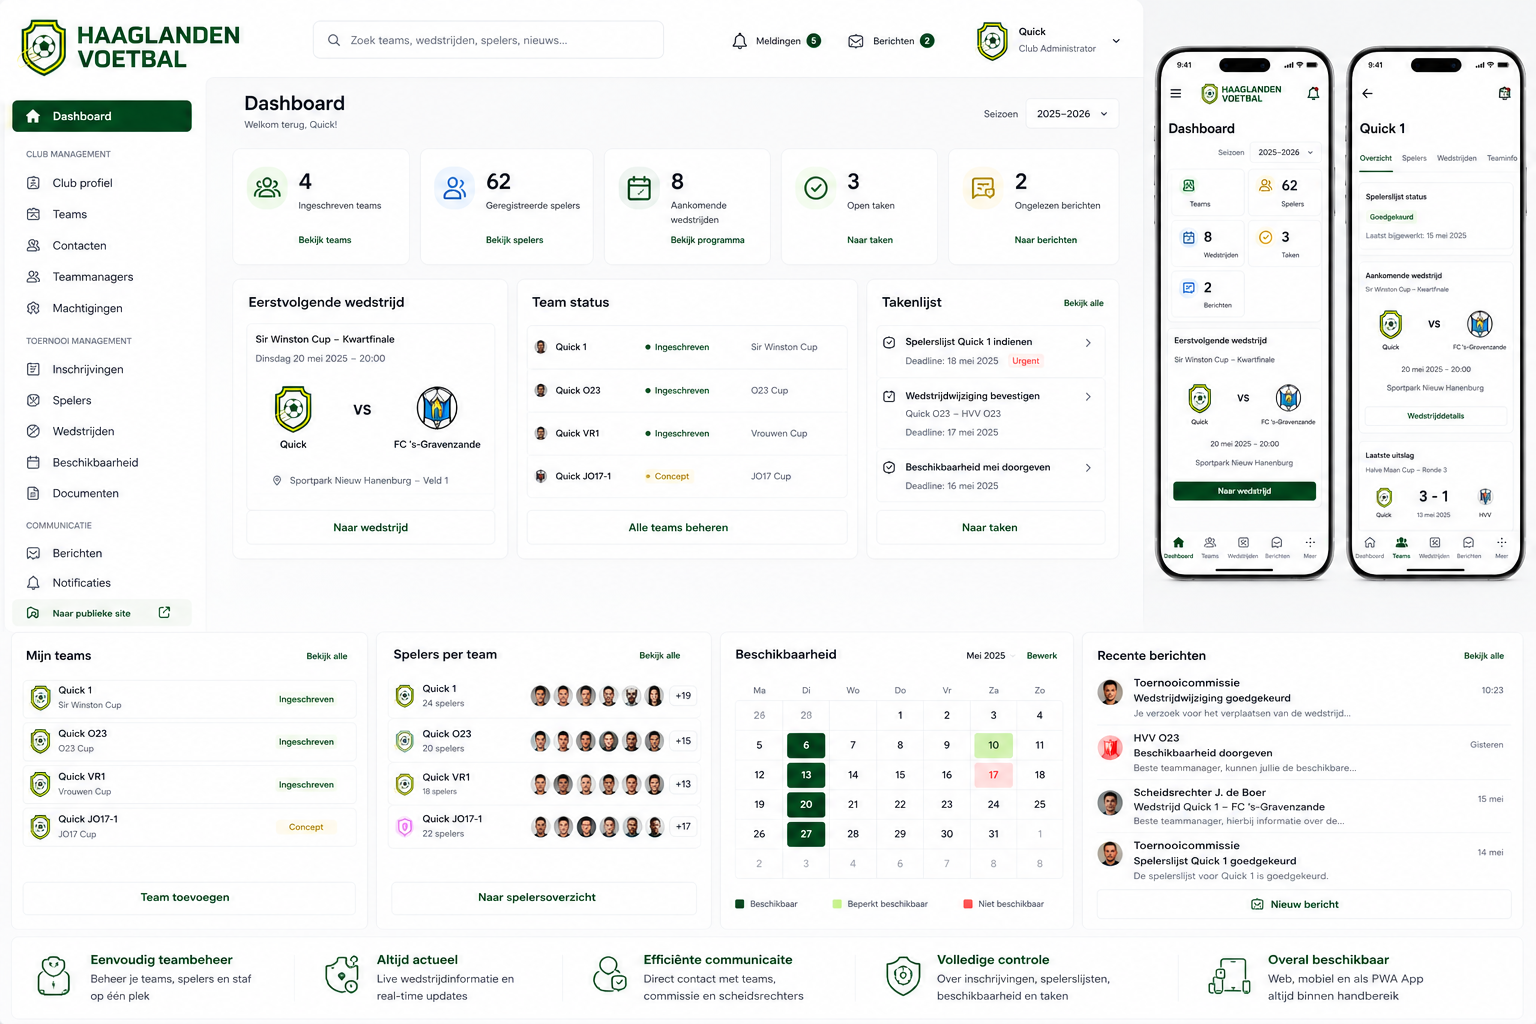 HAAGLANDEN
VOETBAL
Zoek teams, wedstrijden, spelers, nieuws...
Meldingen 5
Berichten 2
Quick
Club Administrator
Dashboard
CLUB MANAGEMENT
Club profiel
Teams
Contacten
Teammanagers
Machtigingen
TOERNOOI MANAGEMENT
Inschrijvingen
Spelers
Wedstrijden
Beschikbaarheid
Documenten
COMMUNICATIE
Berichten
Notificaties
Naar publieke site
Dashboard
Welkom terug, Quick!
Seizoen 2025–2026
4
Ingeschreven teams
Bekijk teams
62
Geregistreerde spelers
Bekijk spelers
8
Aankomende
wedstrijden
Bekijk programma
3
Open taken
Naar taken
2
Ongelezen berichten
Naar berichten
Eerstvolgende wedstrijd
Sir Winston Cup – Kwartfinale
Dinsdag 20 mei 2025 – 20:00
VS
Quick
FC 's-Gravenzande
Sportpark Nieuw Hanenburg – Veld 1
Naar wedstrijd
Team status
Quick 1 Ingeschreven Sir Winston Cup
Quick O23 Ingeschreven O23 Cup
Quick VR1 Ingeschreven Vrouwen Cup
Quick JO17-1 Concept JO17 Cup
Alle teams beheren
Takenlijst
Bekijk alle
Spelerslijst Quick 1 indienen
Deadline: 18 mei 2025 Urgent
Wedstrijdwijziging bevestigen
Quick O23 – HVV O23
Deadline: 17 mei 2025
Beschikbaarheid mei doorgeven
Deadline: 16 mei 2025
Naar taken
9:41
HAAGLANDEN
VOETBAL
Dashboard
Seizoen 2025–2026
Teams
62
Spelers
8
Wedstrijden
3
Taken
2
Berichten
Eerstvolgende wedstrijd
Sir Winston Cup – Kwartfinale
VS
Quick
FC 's-Gravenzande
20 mei 2025 – 20:00
Sportpark Nieuw Hanenburg
Naar wedstrijd
Dashboard Teams Wedstrijden Berichten Meer
9:41
Quick 1
Overzicht Spelers Wedstrijden Teaminfo
Spelerslijst status
Goedgekeurd
Laatst bijgewerkt: 15 mei 2025
Aankomende wedstrijd
Sir Winston Cup – Kwartfinale
VS
Quick
FC 's-Gravenzande
20 mei 2025 – 20:00
Sportpark Nieuw Hanenburg
Wedstrijddetails
Laatste uitslag
Halve Maan Cup – Ronde 3
3 - 1
Quick 13 mei 2025 HVV
Dashboard Teams Wedstrijden Berichten Meer
Mijn teams
Bekijk alle
Quick 1
Sir Winston Cup
Ingeschreven
Quick O23
O23 Cup
Ingeschreven
Quick VR1
Vrouwen Cup
Ingeschreven
Quick JO17-1
JO17 Cup
Concept
Team toevoegen
Spelers per team
Bekijk alle
Quick 1
24 spelers
+19
Quick O23
20 spelers
+15
Quick VR1
18 spelers
+13
Quick JO17-1
22 spelers
+17
Naar spelersoverzicht
Beschikbaarheid
Mei 2025
Bewerk
Ma Di Wo Do Vr Za Zo
26 28 1 2 3 4
5 6 7 8 9 10 11
12 13 14 15 16 17 18
19 20 21 22 23 24 25
26 27 28 29 30 31 1
2 3 4 6 7 8 8
Beschikbaar
Beperkt beschikbaar
Niet beschikbaar
Recente berichten
Bekijk alle
Toernooicommissie
10:23
Wedstrijdwijziging goedgekeurd
Je verzoek voor het verplaatsen van de wedstrijd...
HVV O23
Gisteren
Beschikbaarheid doorgeven
Beste teammanager, kunnen jullie de beschikbare...
Scheidsrechter J. de Boer
15 mei
Wedstrijd Quick 1 – FC 's-Gravenzande
Beste teammanager, hierbij informatie over de...
Toernooicommissie
14 mei
Spelerslijst Quick 1 goedgekeurd
De spelerslijst voor Quick 1 is goedgekeurd.
Nieuw bericht
Eenvoudig teambeheer
Beheer je teams, spelers en staf
op één plek
Altijd actueel
Live wedstrijdinformatie en
real-time updates
Efficiënte communicaite
Direct contact met teams,
commissie en scheidsrechters
Volledige controle
Over inschrijvingen, spelerslijsten,
beschikbaarheid en taken
Overal beschikbaar
Web, mobiel en als PWA App
altijd binnen handbereik